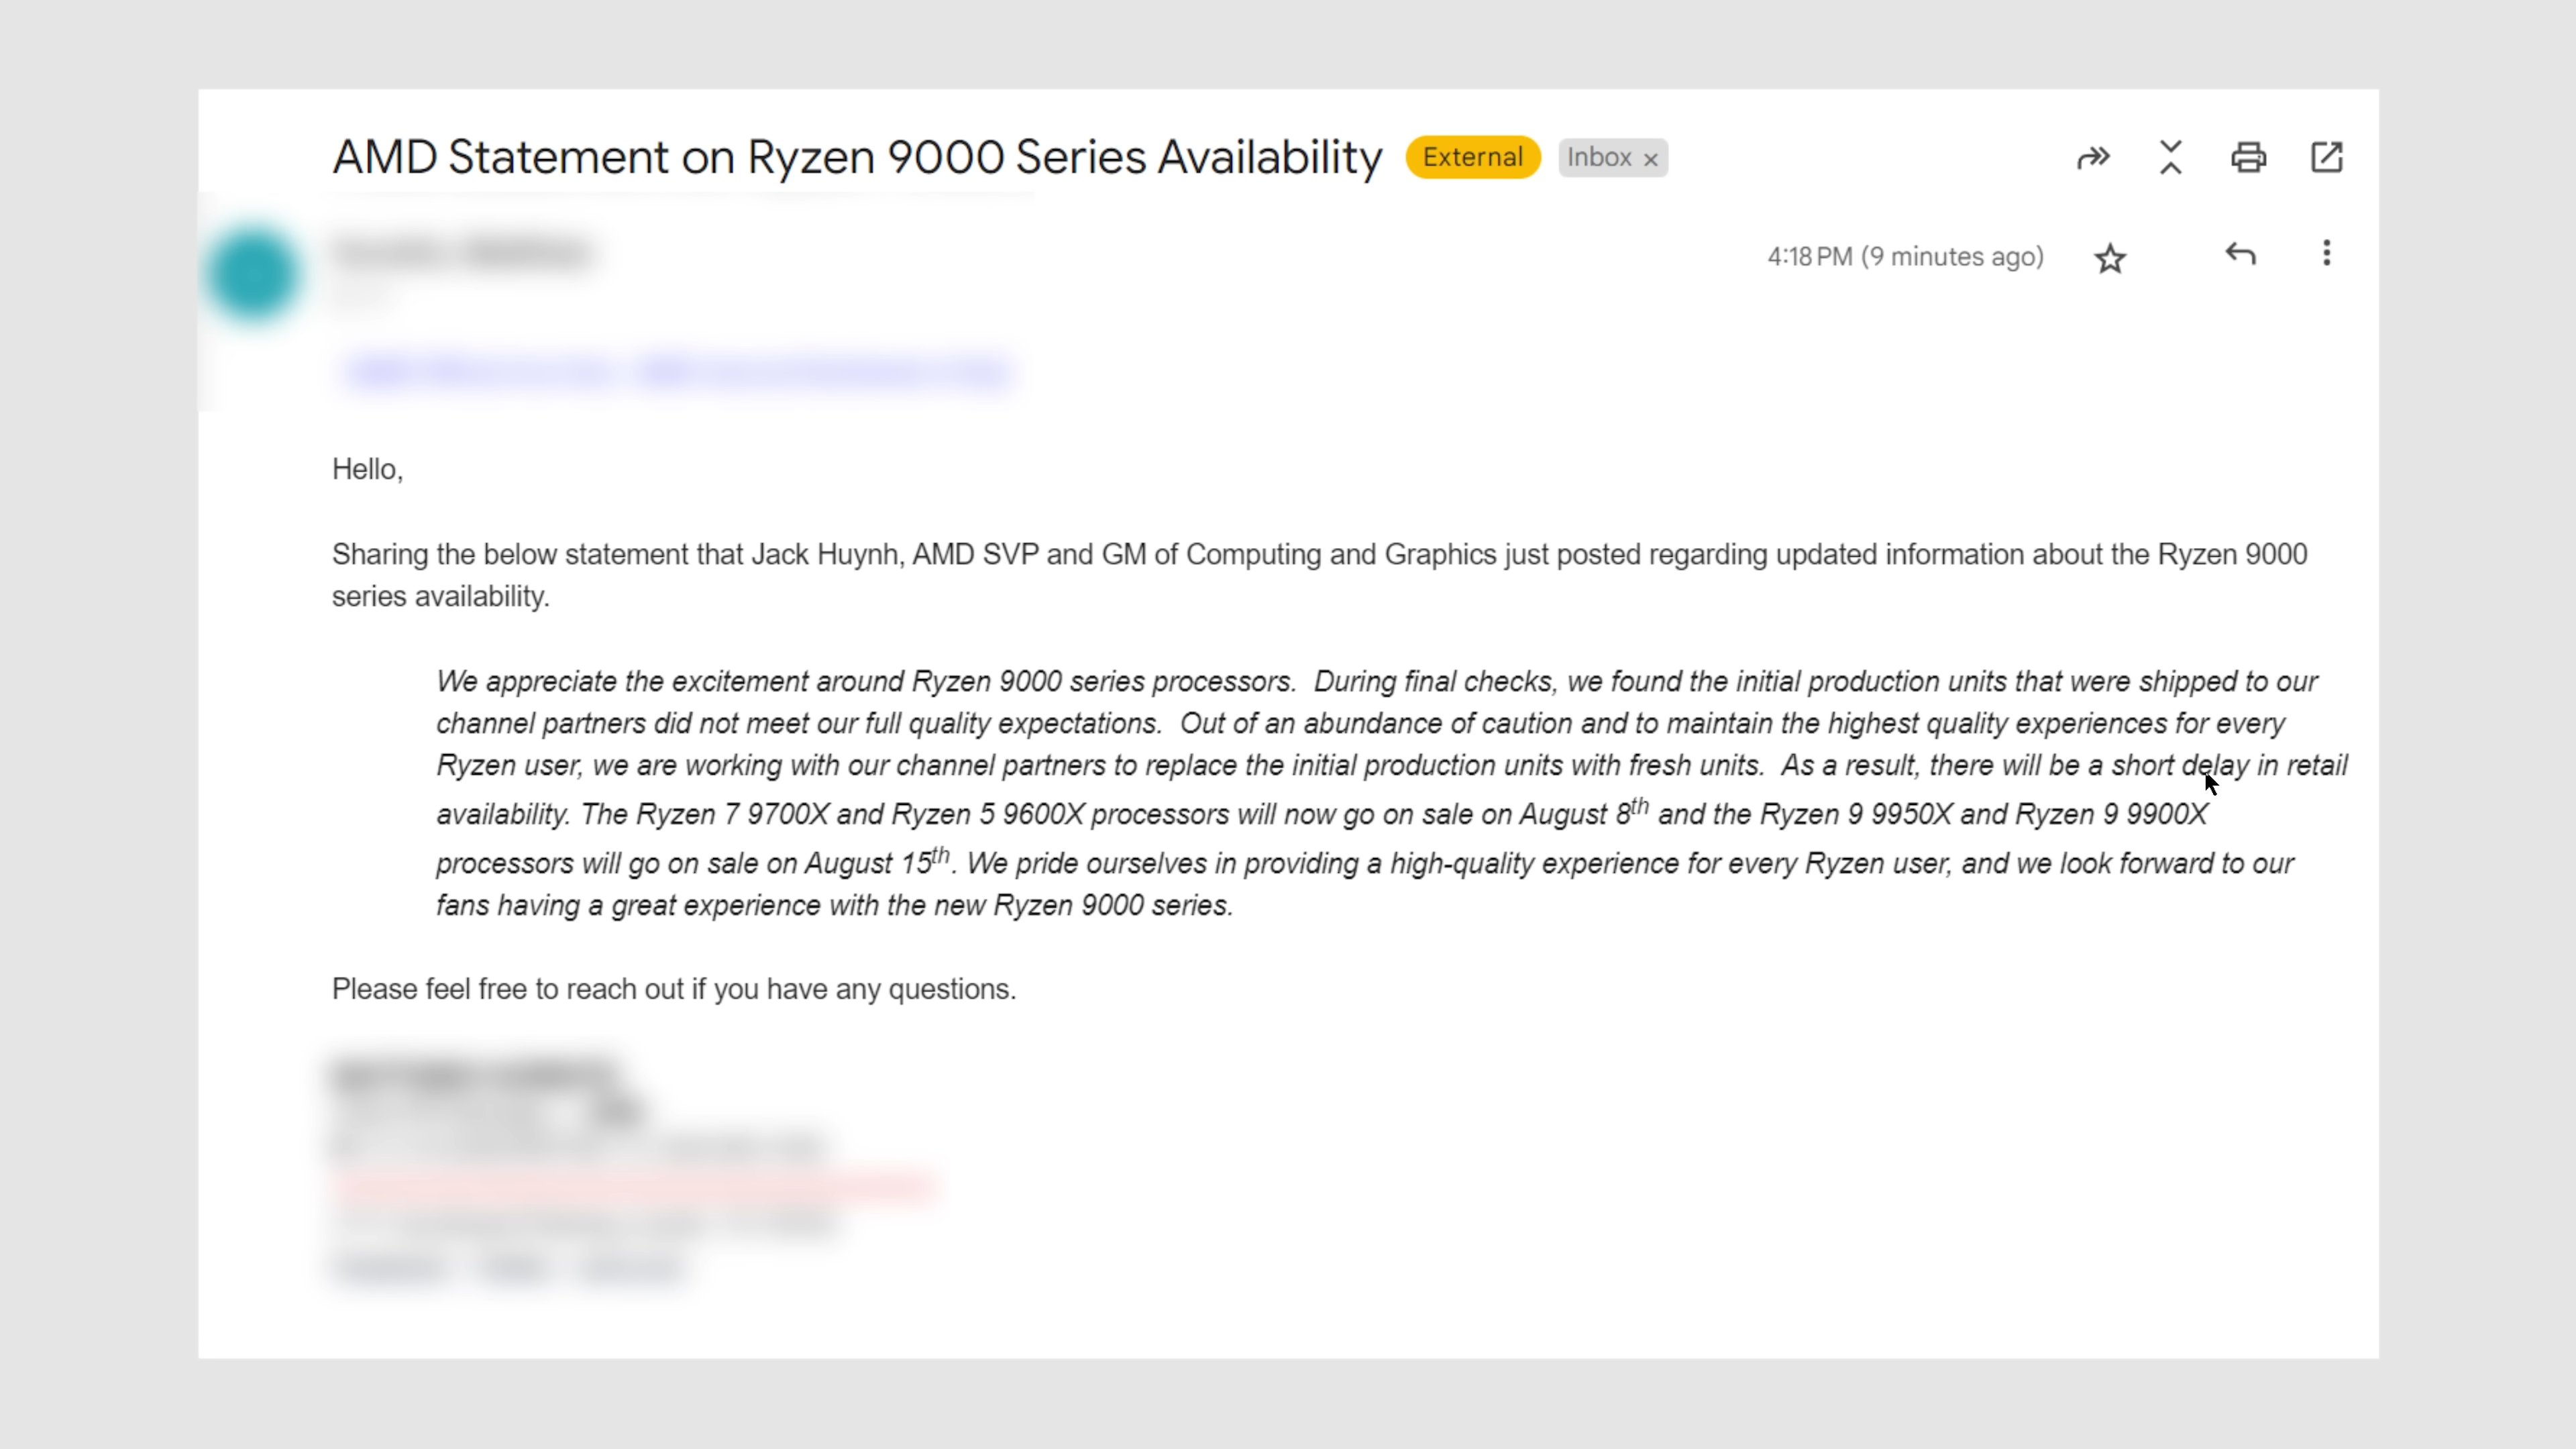 AMD Statement on Ryzen 9000 Series Availability External Inbox ×
4:18 PM (9 minutes ago)
Hello,
Sharing the below statement that Jack Huynh, AMD SVP and GM of Computing and Graphics just posted regarding updated information about the Ryzen 9000
series availability.
We appreciate the excitement around Ryzen 9000 series processors.  During final checks, we found the initial production units that were shipped to our
channel partners did not meet our full quality expectations.  Out of an abundance of caution and to maintain the highest quality experiences for every
Ryzen user, we are working with our channel partners to replace the initial production units with fresh units.  As a result, there will be a short delay in retail
availability. The Ryzen 7 9700X and Ryzen 5 9600X processors will now go on sale on August 8th and the Ryzen 9 9950X and Ryzen 9 9900X
processors will go on sale on August 15th. We pride ourselves in providing a high-quality experience for every Ryzen user, and we look forward to our
fans having a great experience with the new Ryzen 9000 series.
Please feel free to reach out if you have any questions.